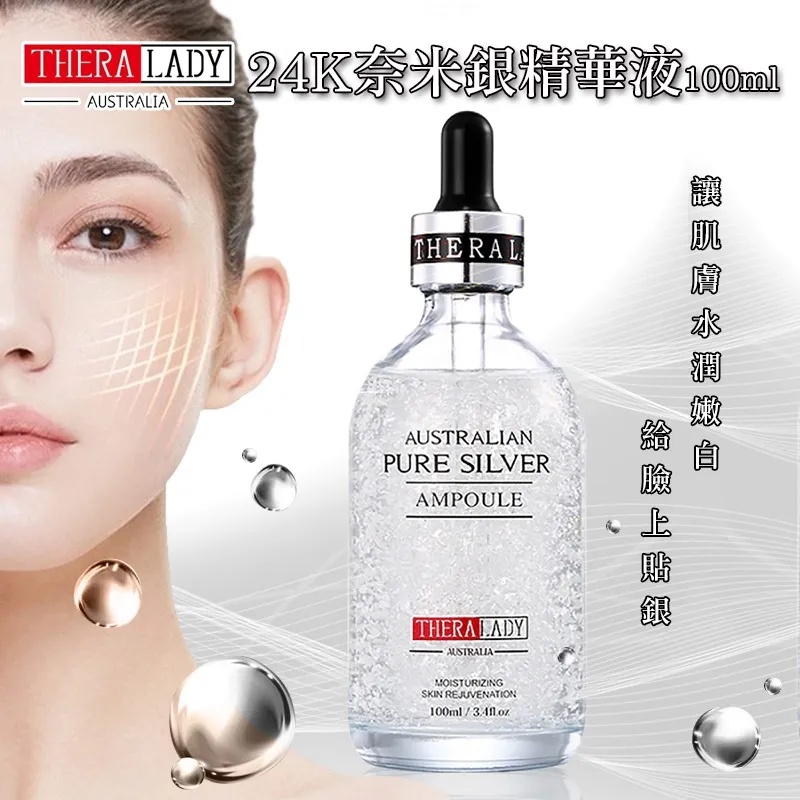 THERA LADY
AUSTRALIA
24K奈米銀精華液100ml
讓肌膚水潤嫩白
給臉上貼銀
THERA L
AUSTRALIAN
PURE SILVER
AMPOULE
THERA LADY
AUSTRALIA
MOISTURIZING
SKIN REJUVENATION
100ml / 3.4fl.oz